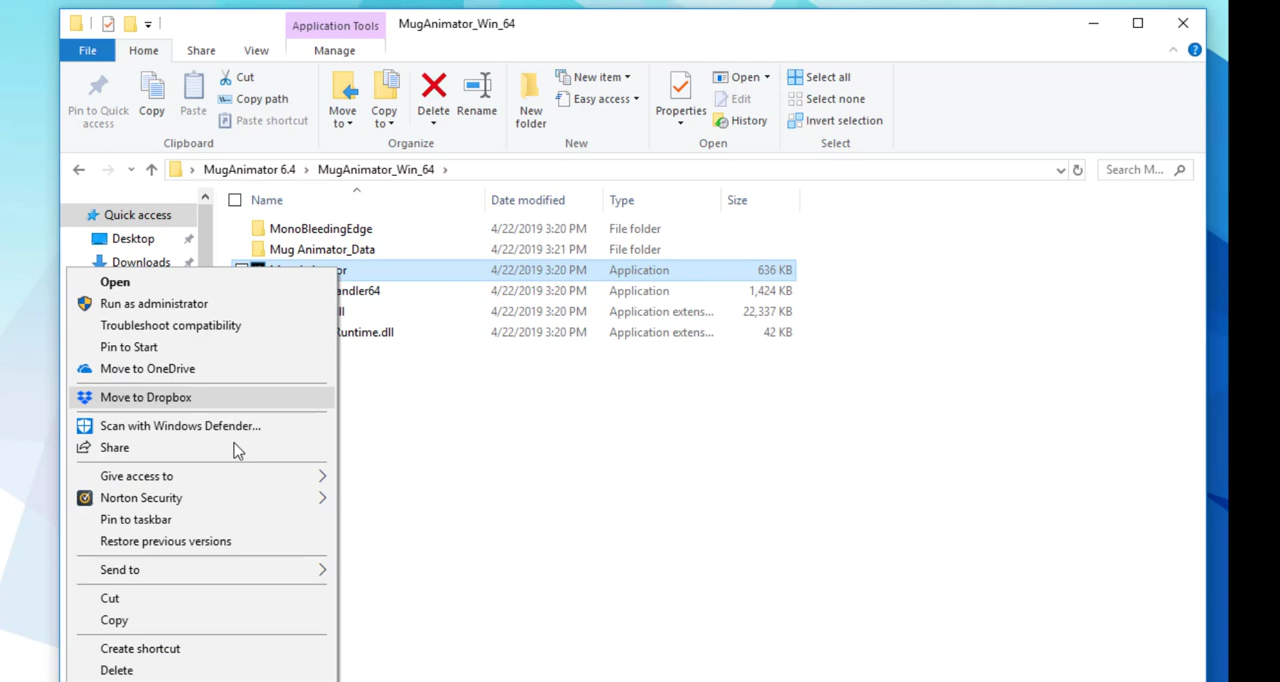 Application Tools
MugAnimator_Win_64
File
Home
Share
View
Manage
Pin to Quick access
Copy
Paste
Cut
Copy path
Paste shortcut
Clipboard
Move to
Copy to
Delete
Rename
Organize
New folder
New item
Easy access
New
Properties
Open
Edit
History
Open
Select all
Select none
Invert selection
Select
MugAnimator 6.4 > MugAnimator_Win_64 >
Search M...
Name
Date modified
Type
Size
Quick access
Desktop
Downloads
MonoBleedingEdge 4/22/2019 3:20 PM File folder
Mug Animator_Data 4/22/2019 3:21 PM File folder
or 4/22/2019 3:20 PM Application 636 KB
andler64 4/22/2019 3:20 PM Application 1,424 KB
ll 4/22/2019 3:20 PM Application extens... 22,337 KB
Runtime.dll 4/22/2019 3:20 PM Application extens... 42 KB
Open
Run as administrator
Troubleshoot compatibility
Pin to Start
Move to OneDrive
Move to Dropbox
Scan with Windows Defender...
Share
Give access to
Norton Security
Pin to taskbar
Restore previous versions
Send to
Cut
Copy
Create shortcut
Delete